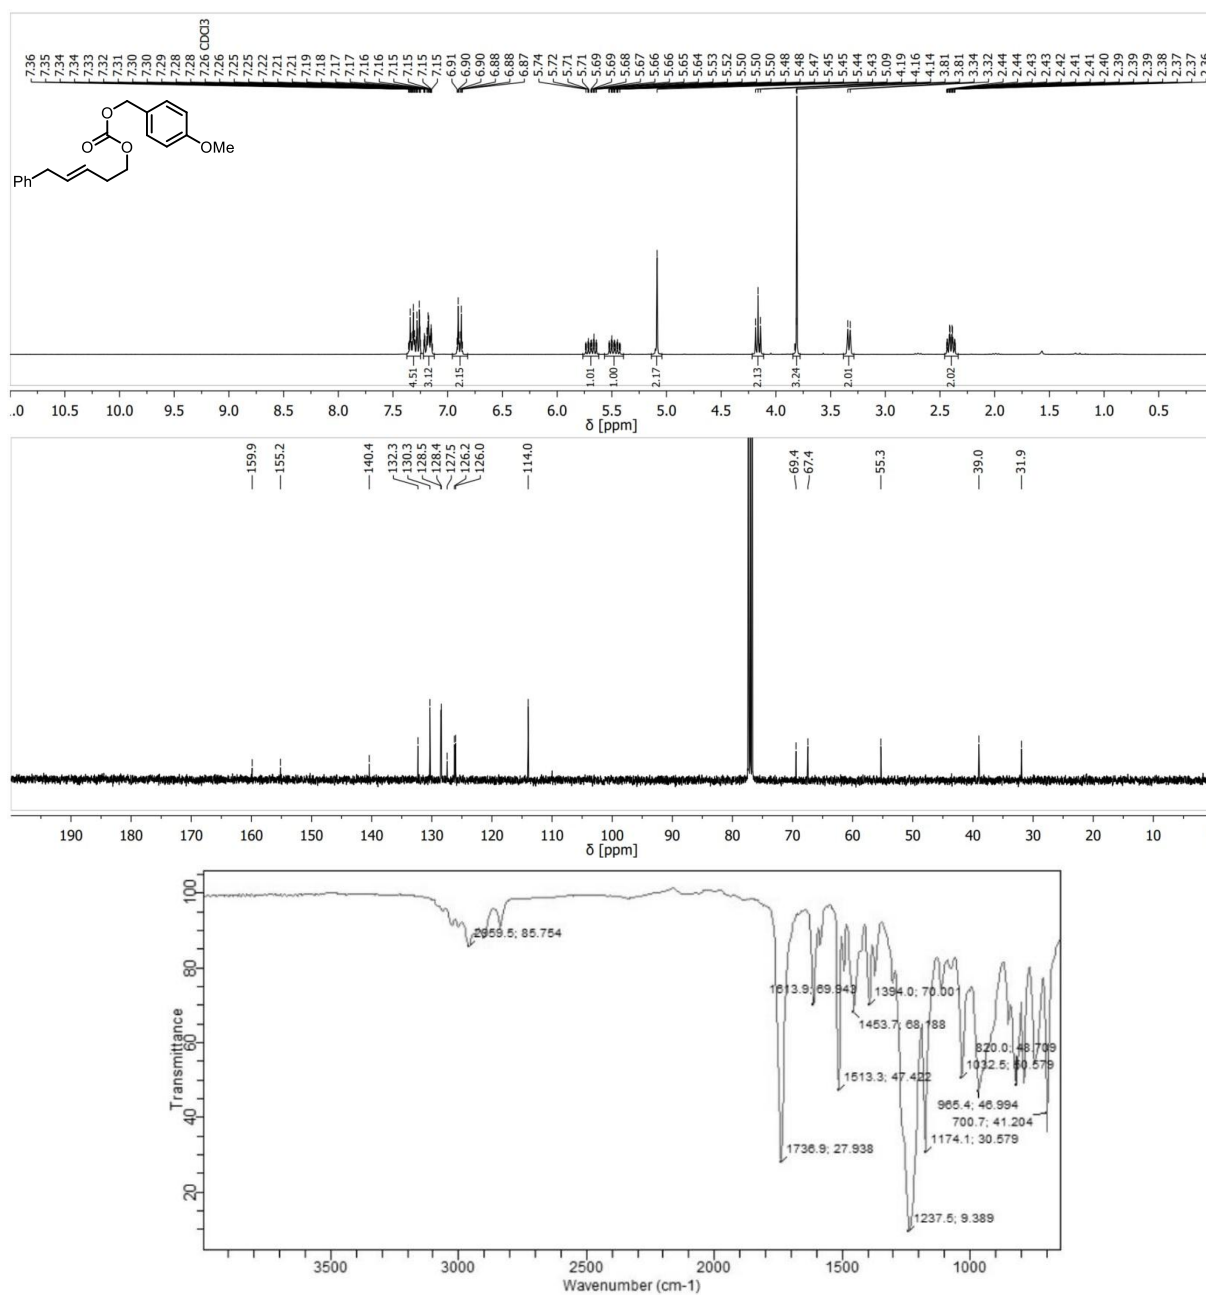 7.36 7.35 7.34 7.34 7.33 7.32 7.31 7.30 7.30 7.29 7.28 7.28 7.26 CDCl3 7.26 7.25 7.25 7.22 7.21 7.21 7.19 7.18 7.17 7.17 7.16 7.16 7.15 7.15 7.15 7.15 6.91 6.90 6.90 6.88 6.88 6.87 5.74 5.72 5.71 5.71 5.69 5.69 5.68 5.67 5.66 5.66 5.65 5.64 5.53 5.52 5.50 5.50 5.50 5.48 5.48 5.47 5.45 5.45 5.44 5.43 5.09 4.19 4.16 4.14 3.81 3.81 3.34 3.32 2.44 2.44 2.43 2.43 2.42 2.41 2.41 2.40 2.39 2.39 2.39 2.38 2.37 2.37 2.36
O
O
O
OMe
Ph
4.51 3.12 2.15 1.01 1.00 2.17 2.13 3.24 2.01 2.02
.0 10.5 10.0 9.5 9.0 8.5 8.0 7.5 7.0 6.5 6.0 5.5 5.0 4.5 4.0 3.5 3.0 2.5 2.0 1.5 1.0 0.5
δ [ppm]
159.9 155.2 140.4 132.3 130.3 128.5 128.4 127.5 126.2 126.0 114.0 69.4 67.4 55.3 39.0 31.9
190 180 170 160 150 140 130 120 110 100 90 80 70 60 50 40 30 20 10
δ [ppm]
100
80
60
40
20
Transmittance
2959.5; 85.754
1613.9; 69.943
1394.0; 70.001
1453.7; 68.188
820.0; 48.709
1032.5; 50.579
1513.3; 47.422
965.4; 46.994
700.7; 41.204
1174.1; 30.579
1736.9; 27.938
1237.5; 9.389
3500 3000 2500 2000 1500 1000
Wavenumber (cm-1)